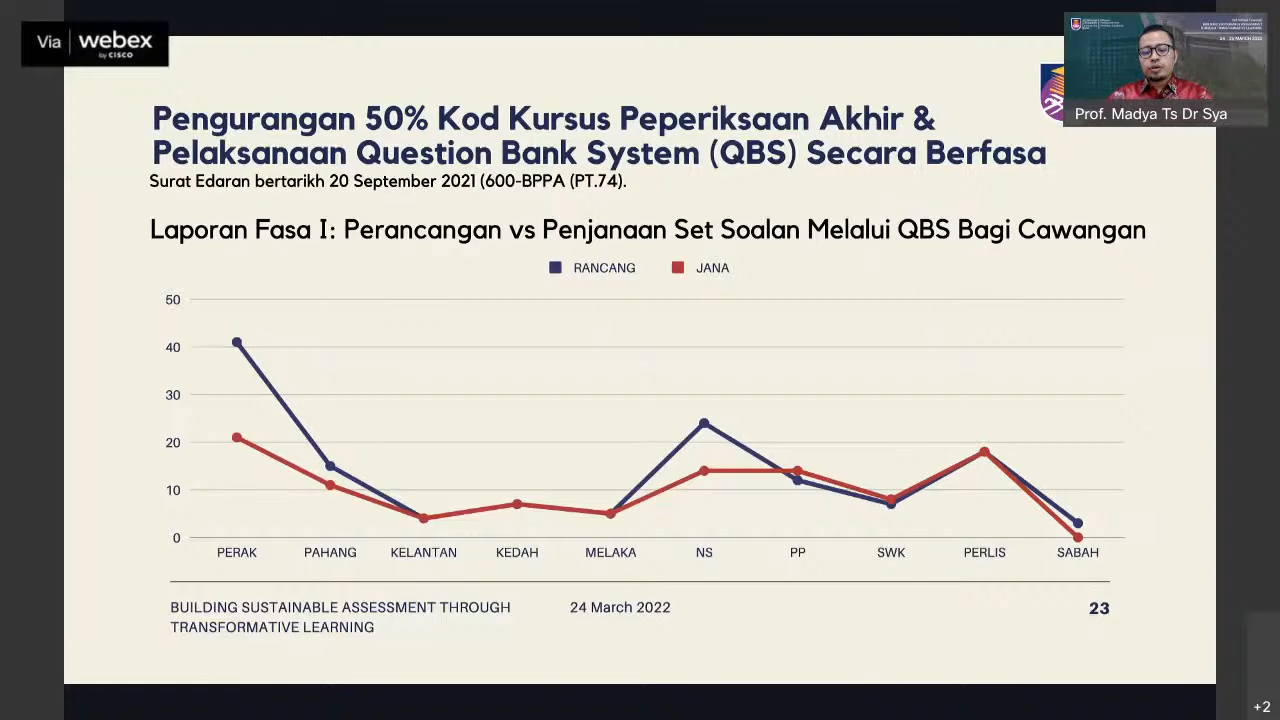 Via webex
by CISCO
Prof. Madya Ts Dr Sya
Pengurangan 50% Kod Kursus Peperiksaan Akhir &
Pelaksanaan Question Bank System (QBS) Secara Berfasa
Surat Edaran bertarikh 20 September 2021 (600-BPPA (PT.74).
Laporan Fasa I: Perancangan vs Penjanaan Set Soalan Melalui QBS Bagi Cawangan
RANCANG JANA
50
40
30
20
10
0
PERAK PAHANG KELANTAN KEDAH MELAKA NS PP SWK PERLIS SABAH
BUILDING SUSTAINABLE ASSESSMENT THROUGH
TRANSFORMATIVE LEARNING
24 March 2022
23
+2